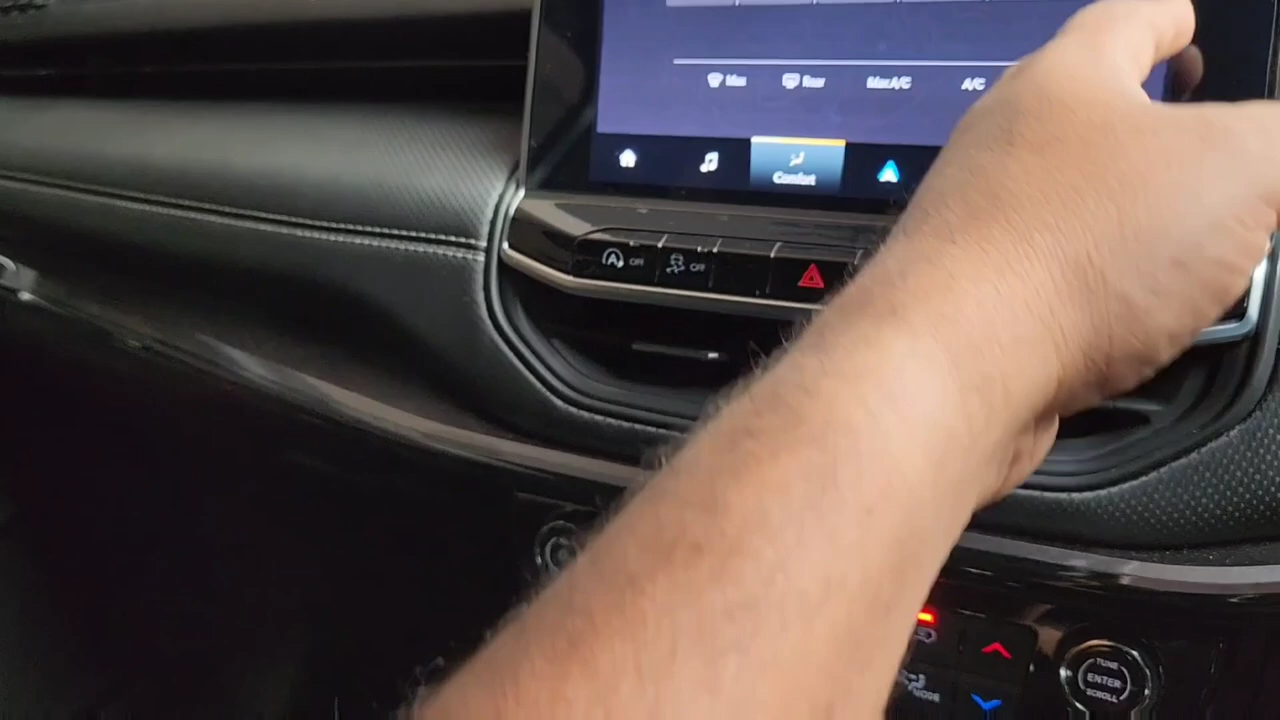 Max Rear Max A/C A/C
Comfort
A OFF OFF
TUNE
ENTER
SCROLL
MODE